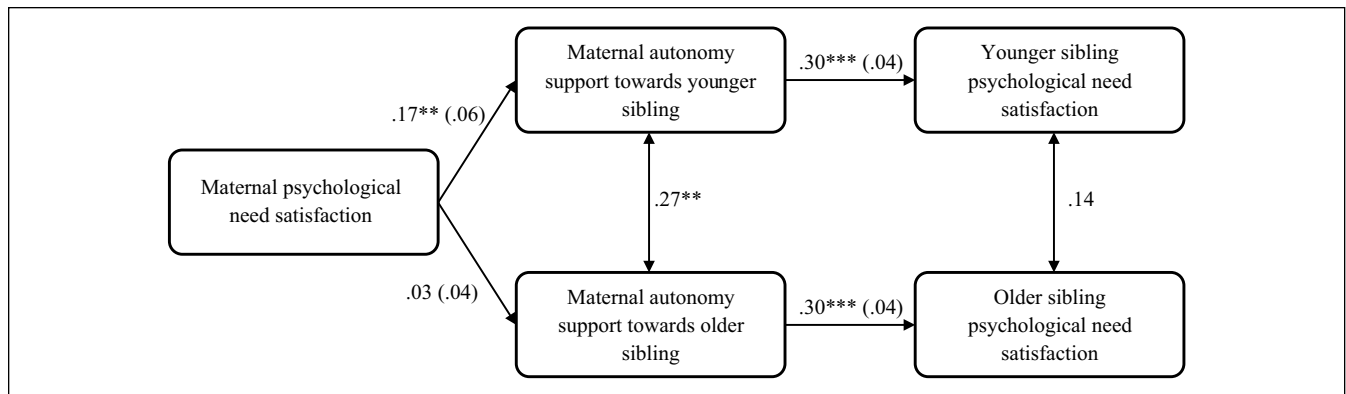 Maternal autonomy
support towards younger
sibling
.30*** (.04)
Younger sibling
psychological need
satisfaction
.17** (.06)
Maternal psychological
need satisfaction
.27**
.14
.03 (.04)
Maternal autonomy
support towards older
sibling
.30*** (.04)
Older sibling
psychological need
satisfaction